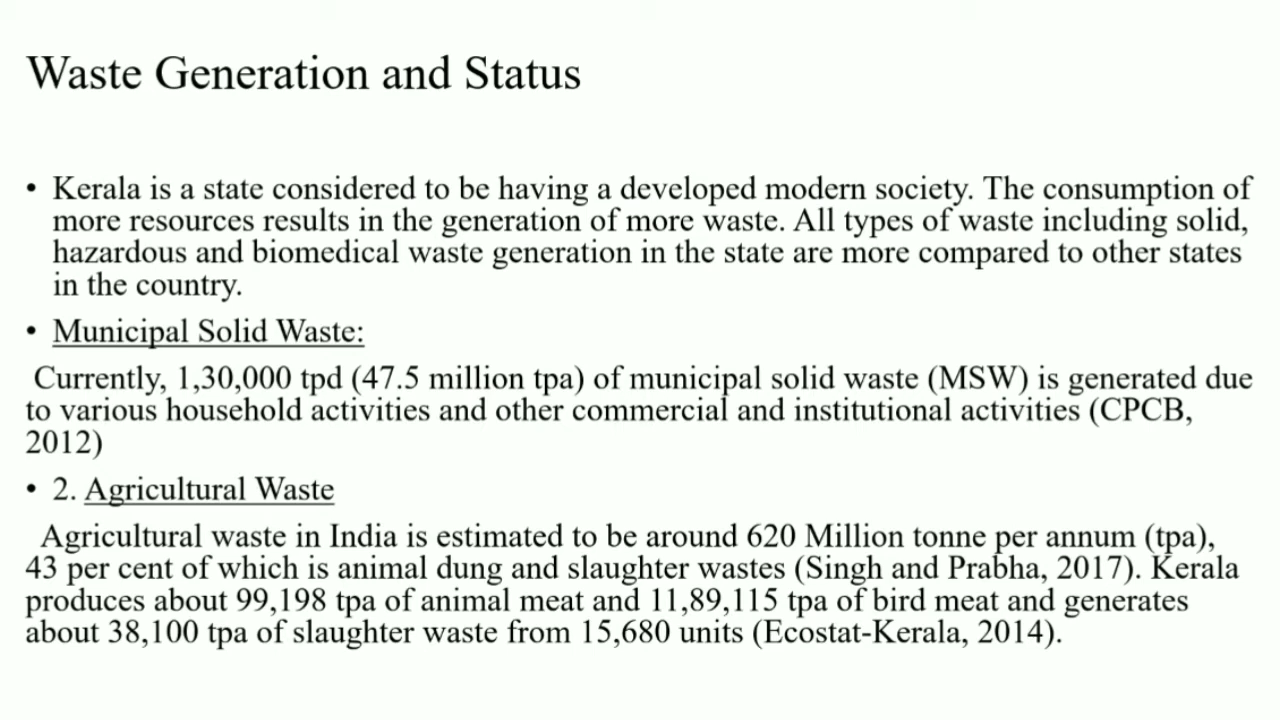 Waste Generation and Status
• Kerala is a state considered to be having a developed modern society. The consumption of
more resources results in the generation of more waste. All types of waste including solid,
hazardous and biomedical waste generation in the state are more compared to other states
in the country.
• Municipal Solid Waste:
Currently, 1,30,000 tpd (47.5 million tpa) of municipal solid waste (MSW) is generated due
to various household activities and other commercial and institutional activities (CPCB,
2012)
• 2. Agricultural Waste
Agricultural waste in India is estimated to be around 620 Million tonne per annum (tpa),
43 per cent of which is animal dung and slaughter wastes (Singh and Prabha, 2017). Kerala
produces about 99,198 tpa of animal meat and 11,89,115 tpa of bird meat and generates
about 38,100 tpa of slaughter waste from 15,680 units (Ecostat-Kerala, 2014).